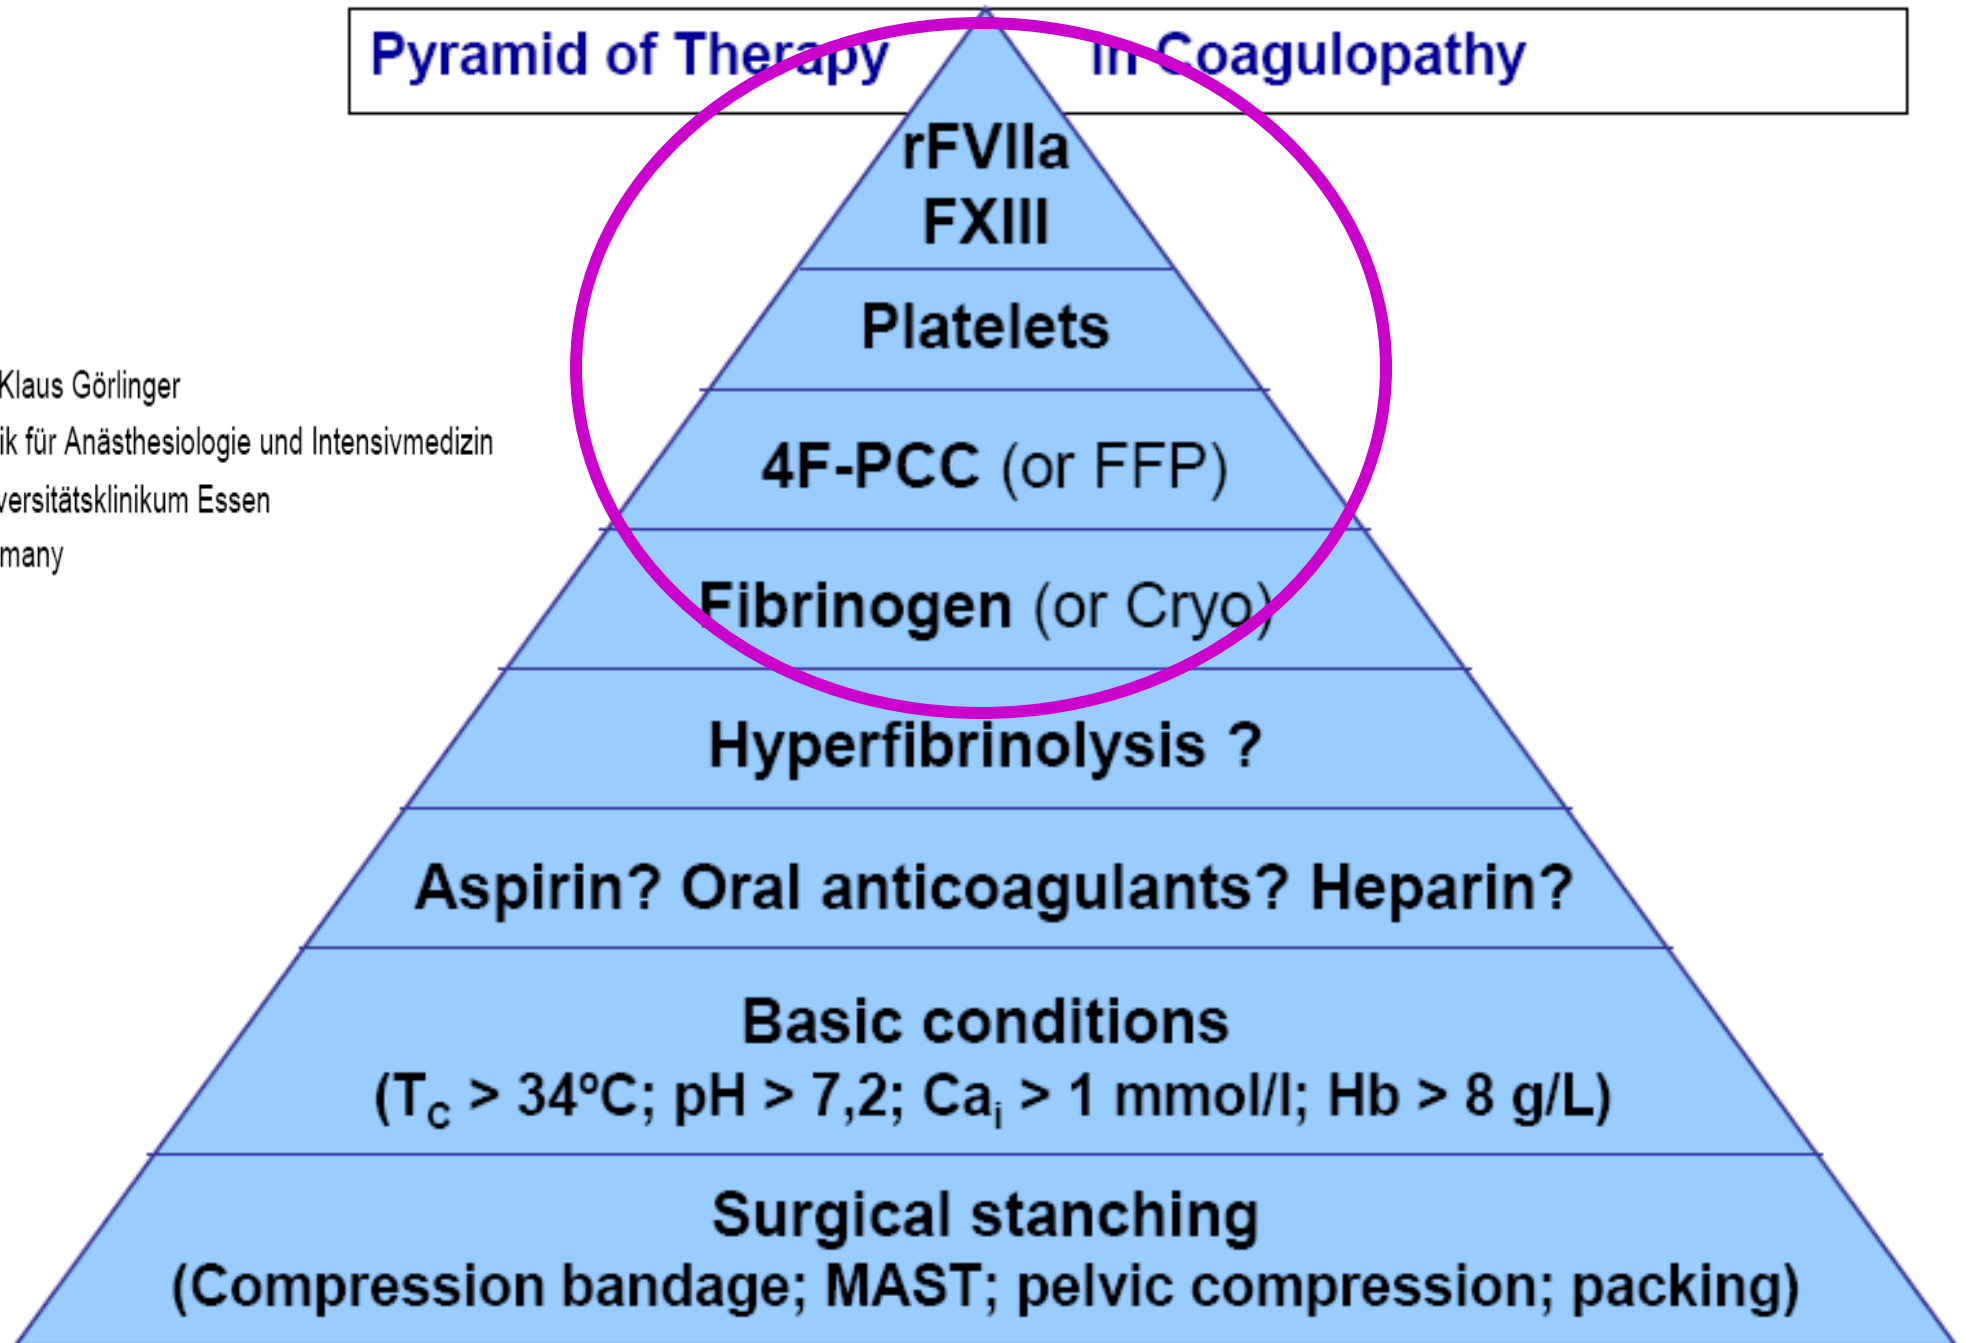 Pyramid of Therapy in Coagulopathy
rFVIIa
FXIII
Platelets
Klaus Görlinger
ik für Anästhesiologie und Intensivmedizin
4F-PCC (or FFP)
versitätsklinikum Essen
many
Fibrinogen (or Cryo)
Hyperfibrinolysis ?
Aspirin? Oral anticoagulants? Heparin?
Basic conditions
(Tc > 34ºC; pH > 7,2; Cai > 1 mmol/l; Hb > 8 g/L)
Surgical stanching
(Compression bandage; MAST; pelvic compression; packing)